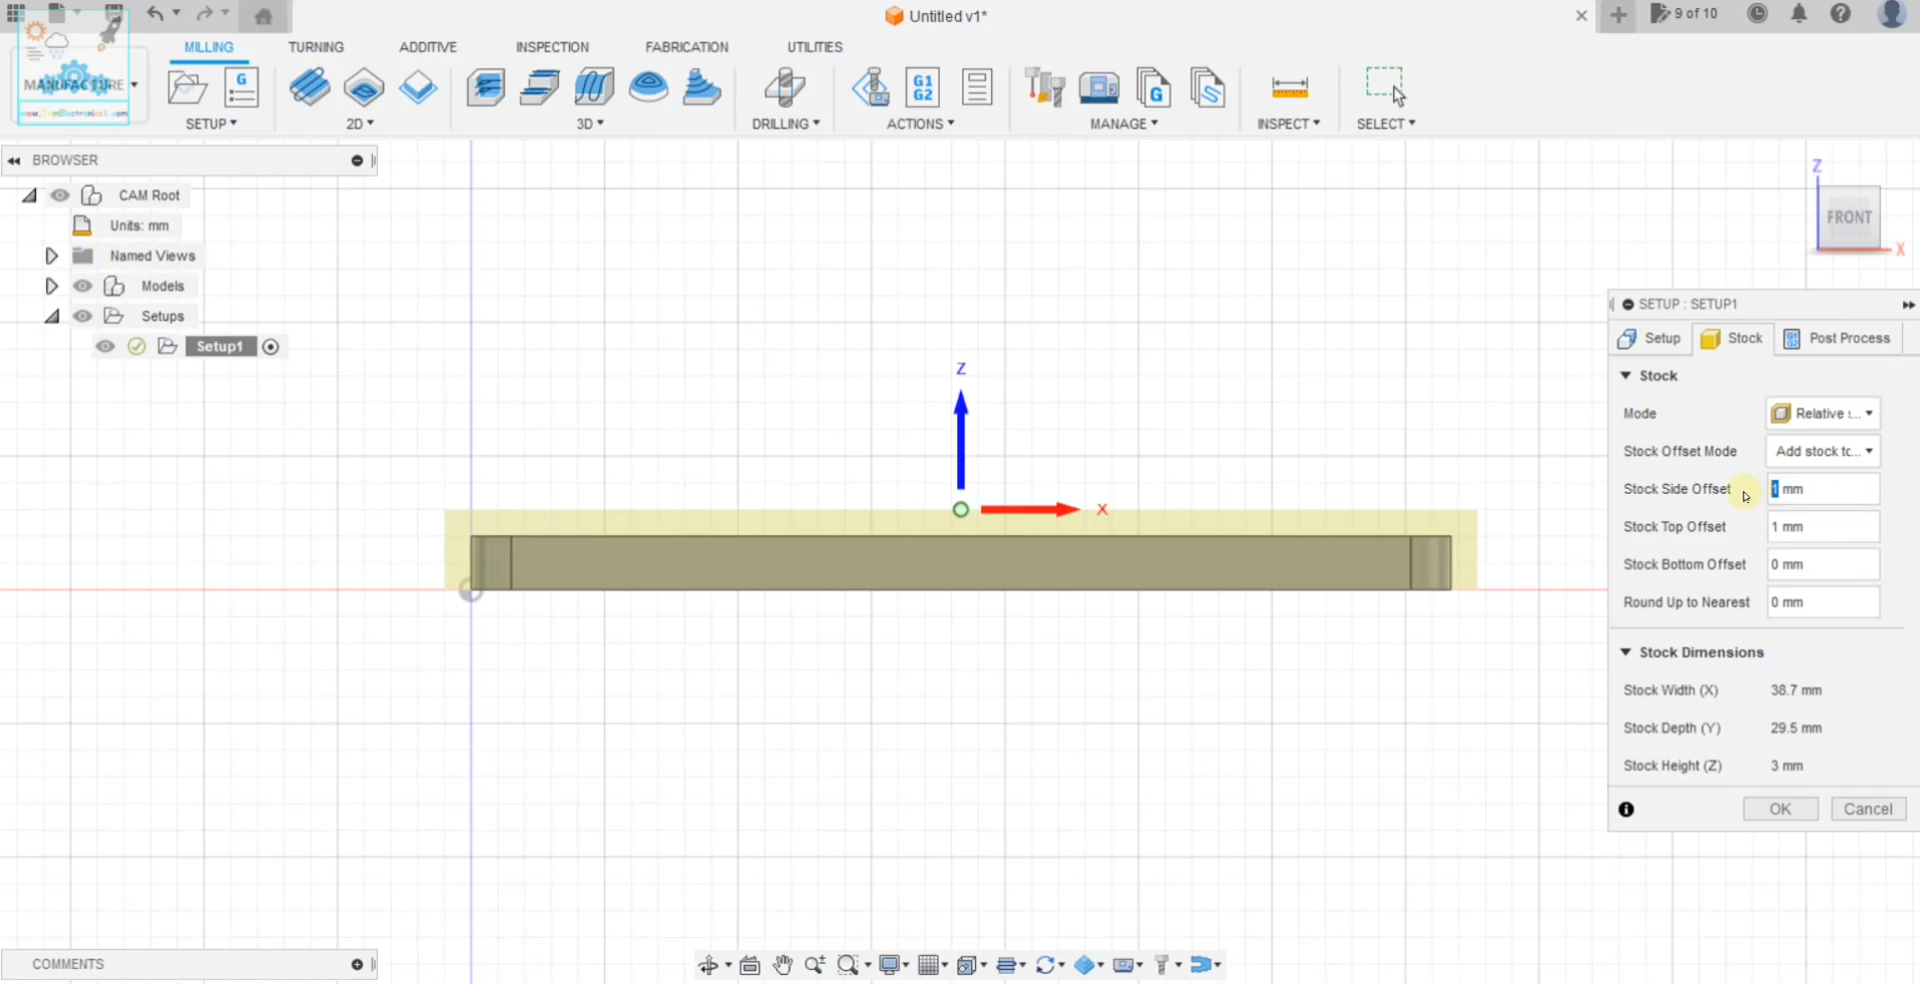 Untitled v1*
9 of 10
MILLING
TURNING
ADDITIVE
INSPECTION
FABRICATION
UTILITIES
MANUFACTURE
SETUP
2D
3D
G1
G2
G
DRILLING
ACTIONS
MANAGE
INSPECT
SELECT
BROWSER
CAM Root
Units: mm
Named Views
Models
Setups
Setup1
Z
FRONT
X
Z
X
SETUP : SETUP1
Setup
Stock
Post Process
Stock
Mode
Relative s...
Stock Offset Mode
Add stock to...
Stock Side Offset
1 mm
Stock Top Offset
1 mm
Stock Bottom Offset
0 mm
Round Up to Nearest
0 mm
Stock Dimensions
Stock Width (X)
38.7 mm
Stock Depth (Y)
29.5 mm
Stock Height (Z)
3 mm
OK
Cancel
COMMENTS